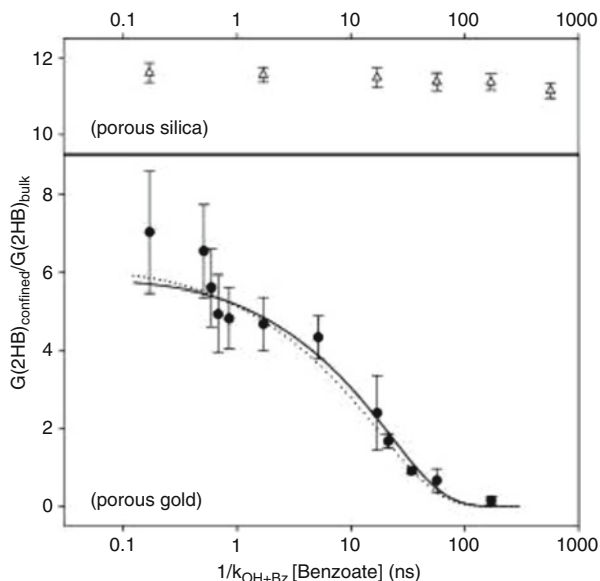 0.1 1 10 100 1000
12
10
(porous silica)
8
6
4
2
0
G(2HB)confined/G(2HB)bulk
(porous gold)
0.1 1 10 100 1000
1/kOH+Bz [Benzoate] (ns)